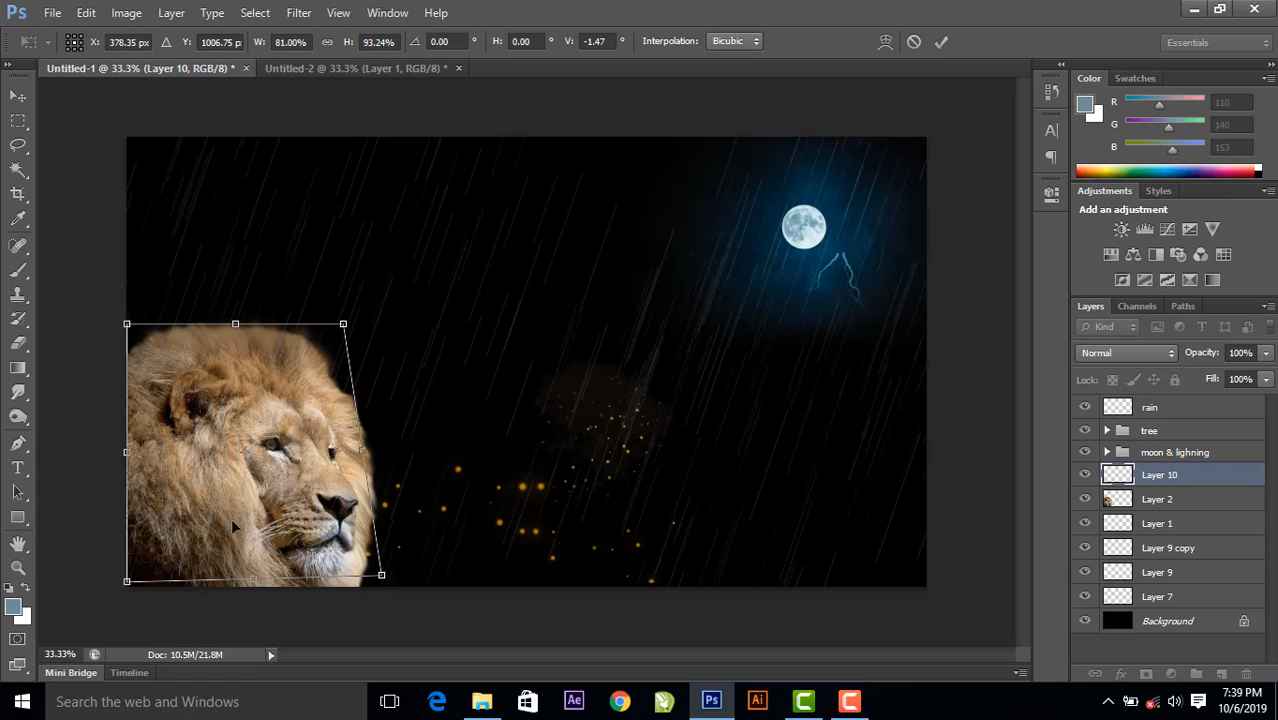 Ps File Edit Image Layer Type Select Filter View Window Help
X: 378.35 px Y: 1006.75 px W: 81.00% H: 93.24% 0.00 ° H: 0.00 ° V: -1.47 ° Interpolation: Bicubic Essentials
Untitled-1 @ 33.3% (Layer 10, RGB/8) * × Untitled-2 @ 33.3% (Layer 1, RGB/8) * ×
Color Swatches
R 110
G 140
B 153
Adjustments Styles
Add an adjustment
Layers Channels Paths
Kind
Normal Opacity: 100%
Lock: Fill: 100%
rain
tree
moon & lighning
Layer 10
Layer 2
Layer 1
Layer 9 copy
Layer 9
Layer 7
Background
33.33% Doc: 10.5M/21.8M
Mini Bridge Timeline
Search the web and Windows
Ae Ps Ai
7:39 PM
10/6/2019